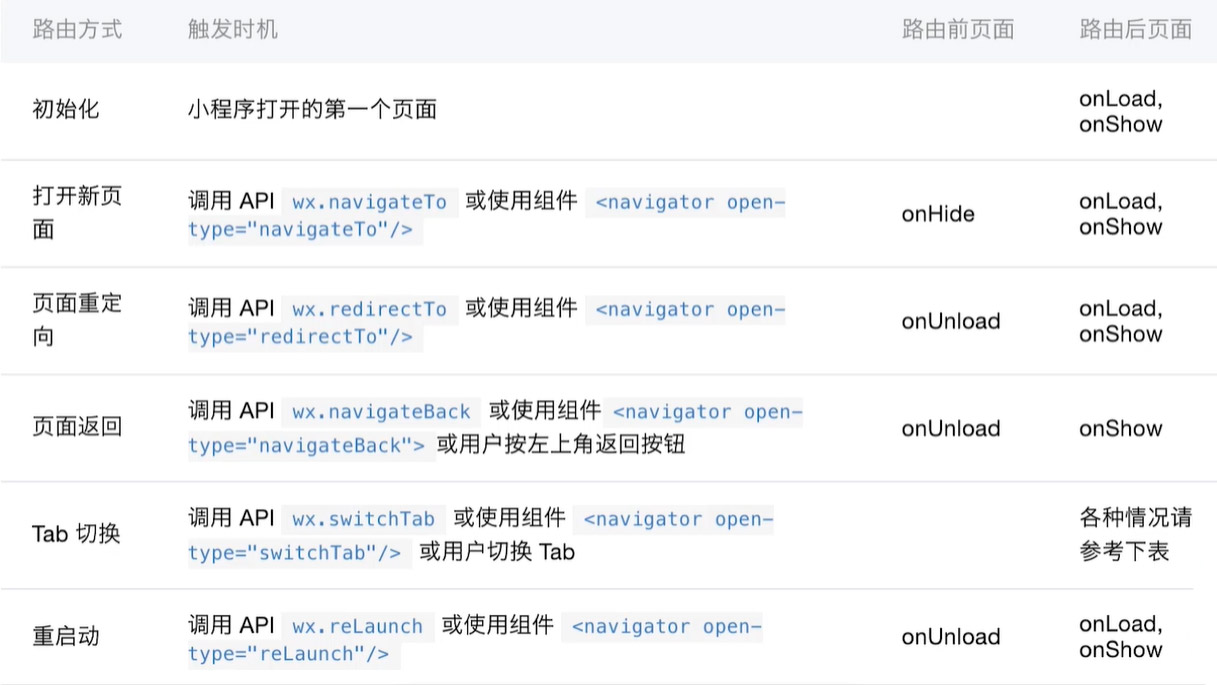 路由方式 触发时机 路由前页面 路由后页面
初始化 小程序打开的第一个页面 onLoad,
onShow
打开新页
面
调用 API wx.navigateTo 或使用组件 <navigator open-
type="navigateTo"/>
onHide
onLoad,
onShow
页面重定
向
调用 API wx.redirectTo 或使用组件 <navigator open-
type="redirectTo"/>
onUnload
onLoad,
onShow
页面返回
调用 API wx.navigateBack 或使用组件 <navigator open-
type="navigateBack"> 或用户按左上角返回按钮
onUnload
onShow
Tab 切换
调用 API wx.switchTab 或使用组件 <navigator open-
type="switchTab"/> 或用户切换 Tab
各种情况请
参考下表
重启动
调用 API wx.reLaunch 或使用组件 <navigator open-
type="reLaunch"/>
onUnload
onLoad,
onShow